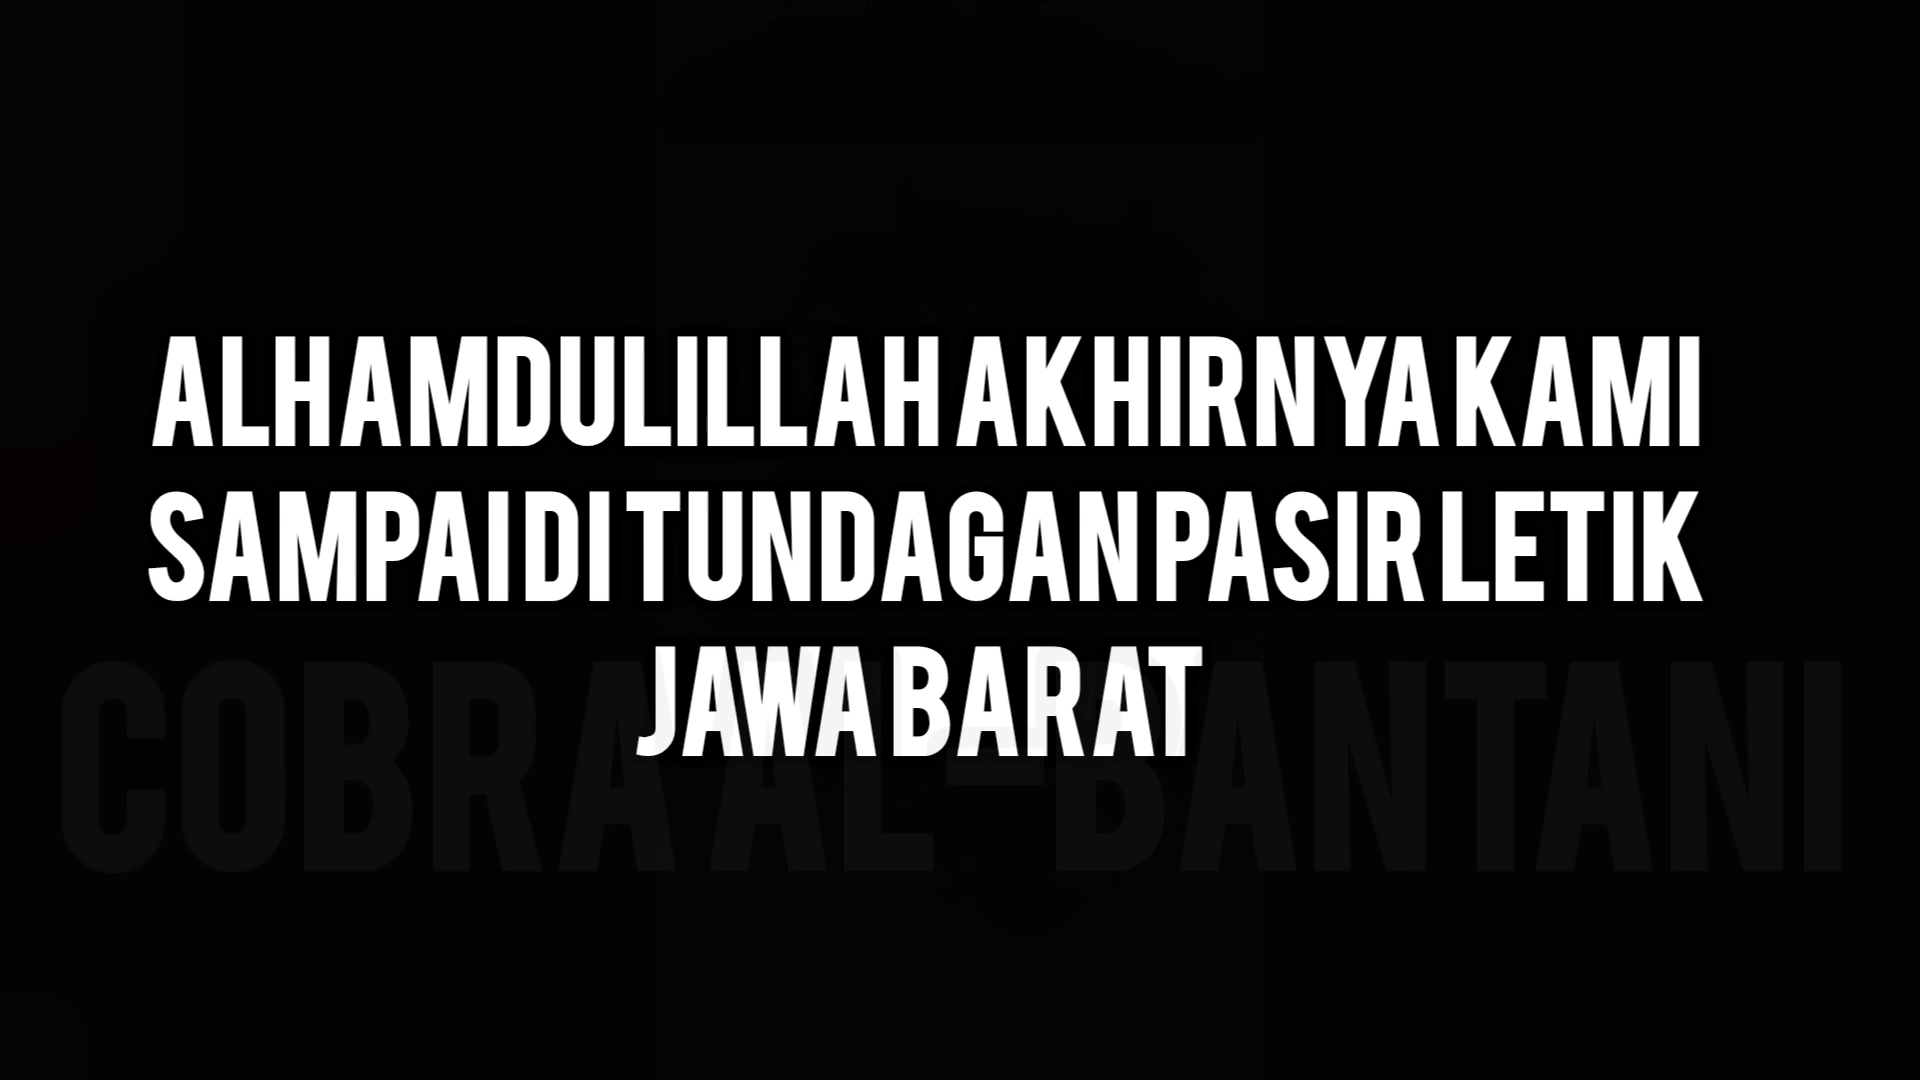 ALHAMDULILLAH AKHIRNYA KAMI
SAMPAI DI TUNDAGAN PASIR LETIK
JAWA BARAT
COBRA AL-BANTANI